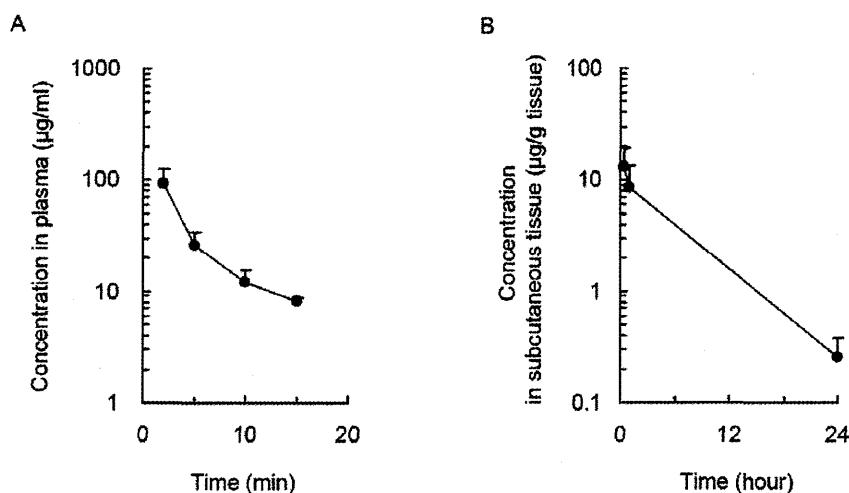 A
Concentration in plasma (µg/ml)
1000
100
10
1
0
10
20
Time (min)
B
Concentration
in subcutaneous tissue (µg/g tissue)
100
10
1
0.1
0
12
24
Time (hour)